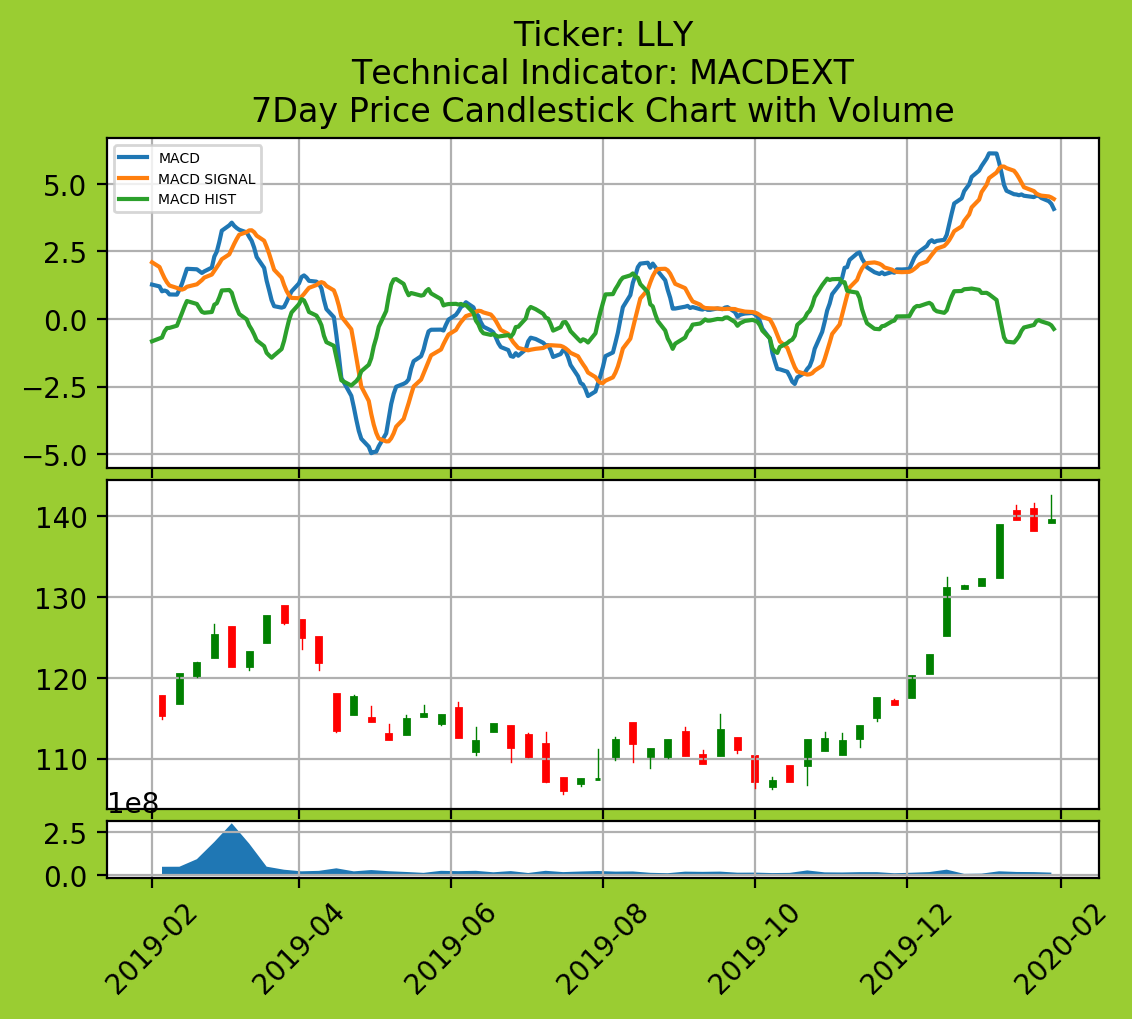 Ticker: LLY
Technical Indicator: MACDEXT
7Day Price Candlestick Chart with Volume
MACD
MACD SIGNAL
MACD HIST
5.0
2.5
0.0
−2.5
−5.0
140
130
120
110
1e8
2.5
0.0
2019-02
2019-04
2019-06
2019-08
2019-10
2019-12
2020-02